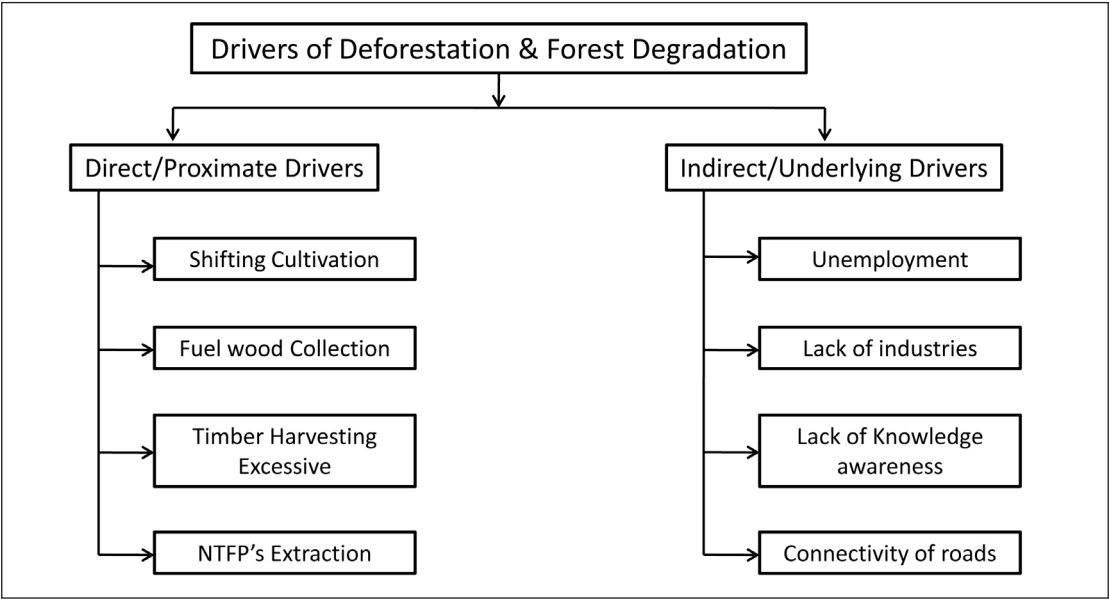 Drivers of Deforestation & Forest Degradation
Direct/Proximate Drivers
Shifting Cultivation
Fuel wood Collection
Timber Harvesting
Excessive
NTFP's Extraction
Indirect/Underlying Drivers
Unemployment
Lack of industries
Lack of Knowledge
awareness
Connectivity of roads